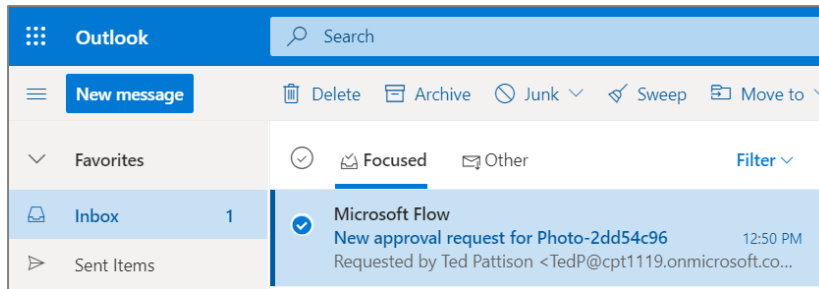 Outlook
Search
New message
Delete Archive Junk Sweep Move to
Favorites
Focused Other Filter
Inbox 1
Microsoft Flow
New approval request for Photo-2dd54c96 12:50 PM
Sent Items
Requested by Ted Pattison <TedP@cpt1119.onmicrosoft.co...